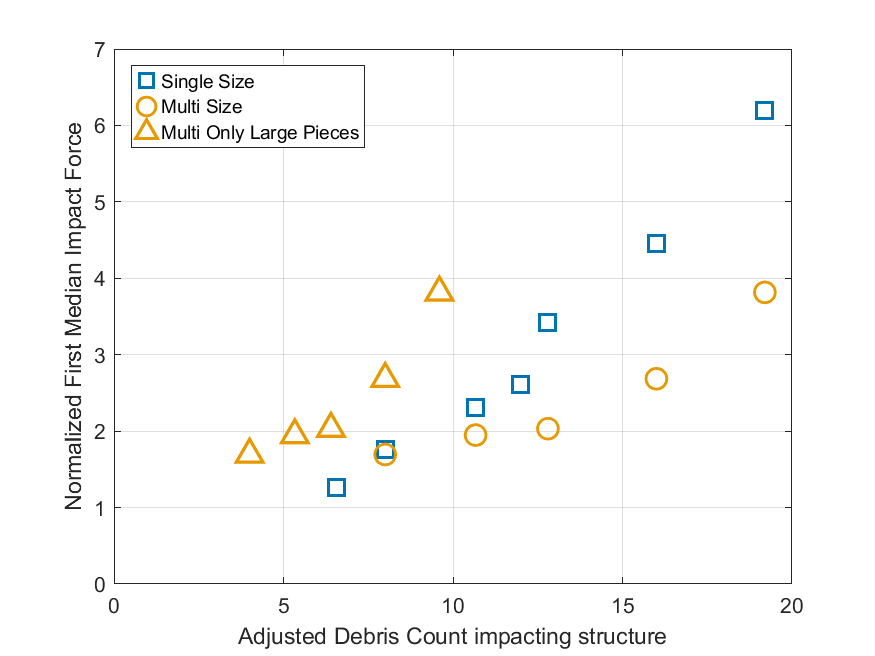 Single Size
Multi Size
Multi Only Large Pieces
Normalized First Median Impact Force
7
6
5
4
3
2
1
0
0 5 10 15 20
Adjusted Debris Count impacting structure